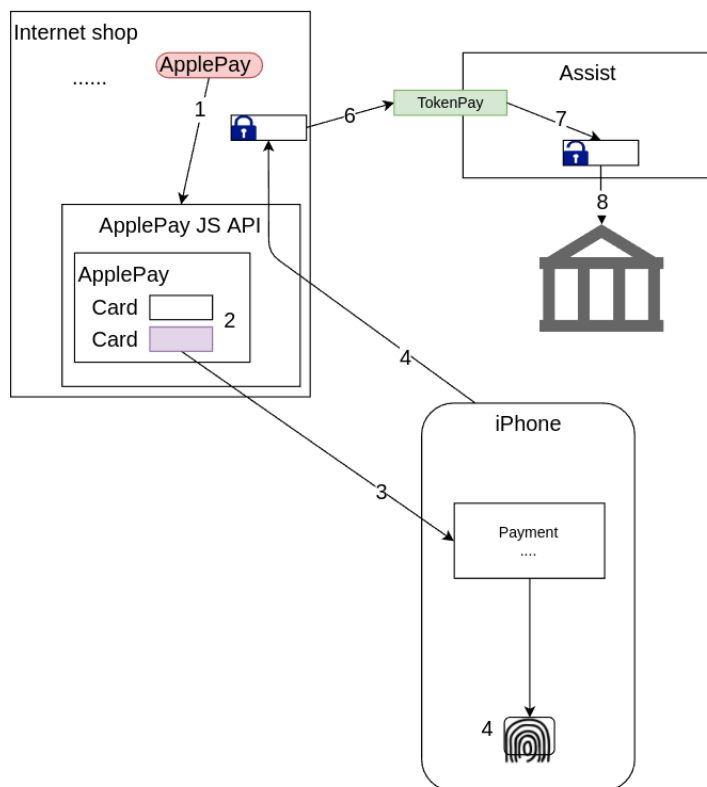 Internet shop
......
ApplePay
1
6
TokenPay
Assist
7
8
ApplePay JS API
ApplePay
Card
2
Card
4
3
iPhone
Payment
....
4